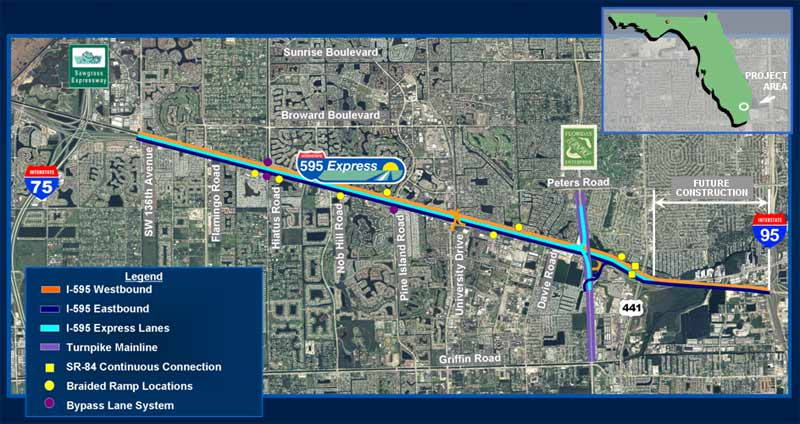 PROJECT
AREA
Sawgrass
Expressway
Sunrise Boulevard
Broward Boulevard
FLORIDA'S
ENTERPRISE
INTERSTATE
595 Express
INTERSTATE
75
SW 136th Avenue
Flamingo Road
Hiatus Road
Nob Hill Road
Pine Island Road
University Drive
Davie Road
Peters Road
FUTURE
CONSTRUCTION
INTERSTATE
95
441
Griffin Road
Legend
I-595 Westbound
I-595 Eastbound
I-595 Express Lanes
Turnpike Mainline
SR-84 Continuous Connection
Braided Ramp Locations
Bypass Lane System